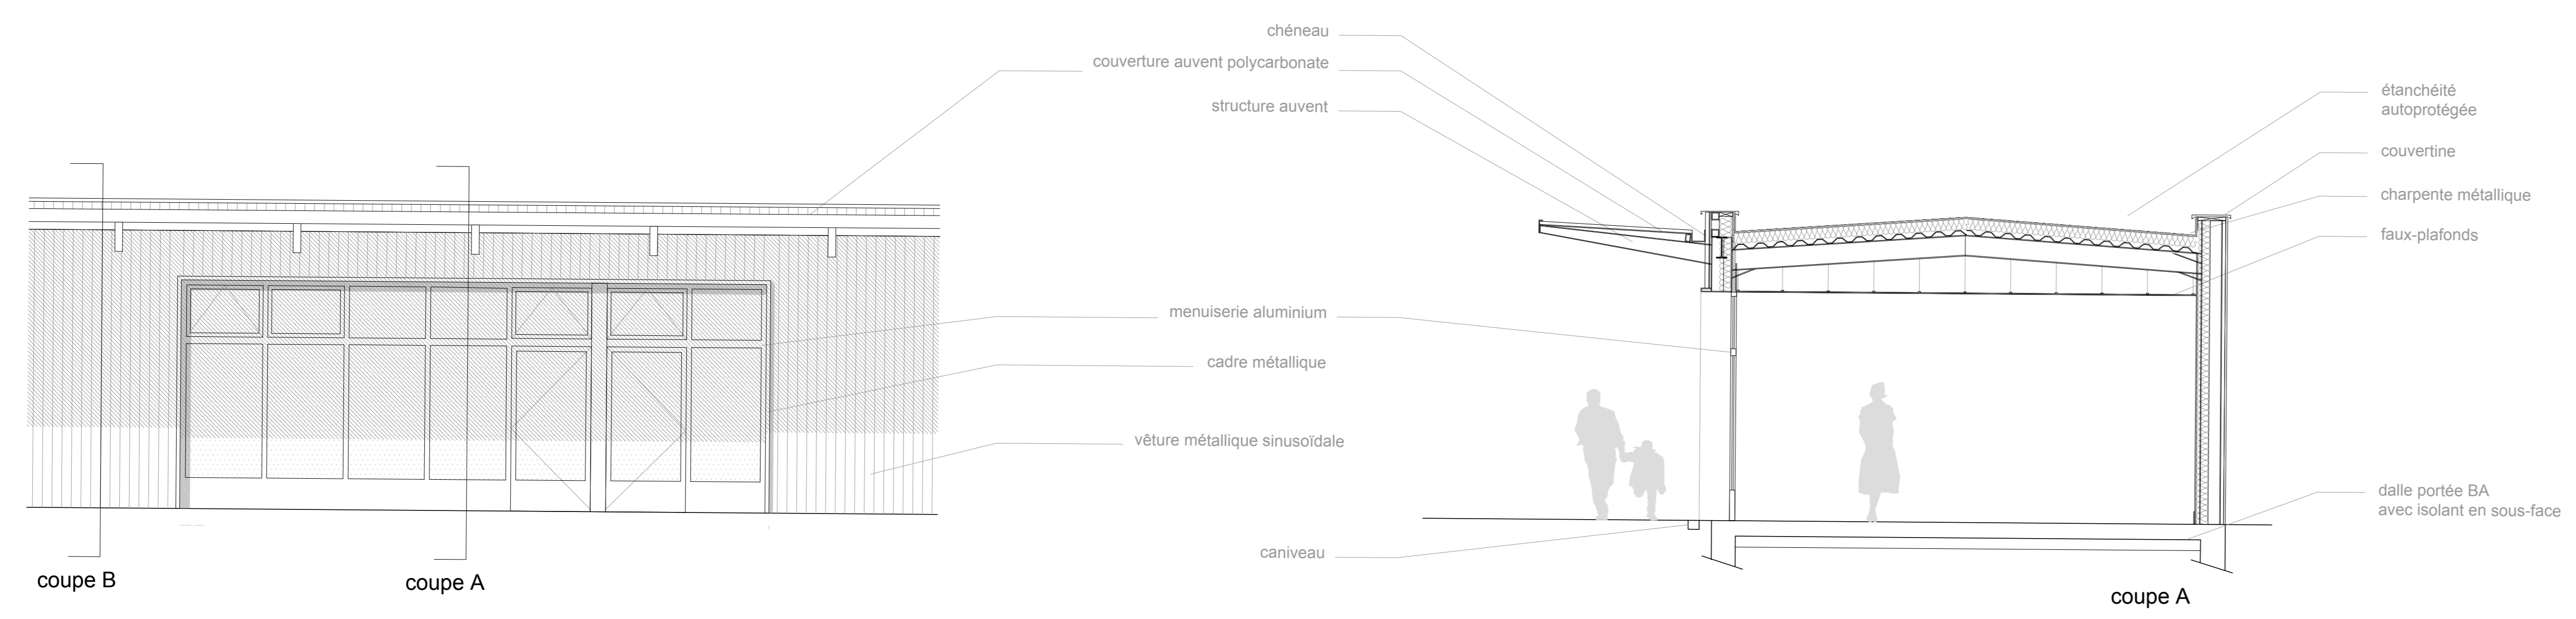 chéneau
couverture auvent polycarbonate
structure auvent
menuiserie aluminium
cadre métallique
vêture métallique sinusoïdale
caniveau
étanchéité
autoprotégée
couvertine
charpente métallique
faux-plafonds
dalle portée BA
avec isolant en sous-face
coupe B
coupe A
coupe A